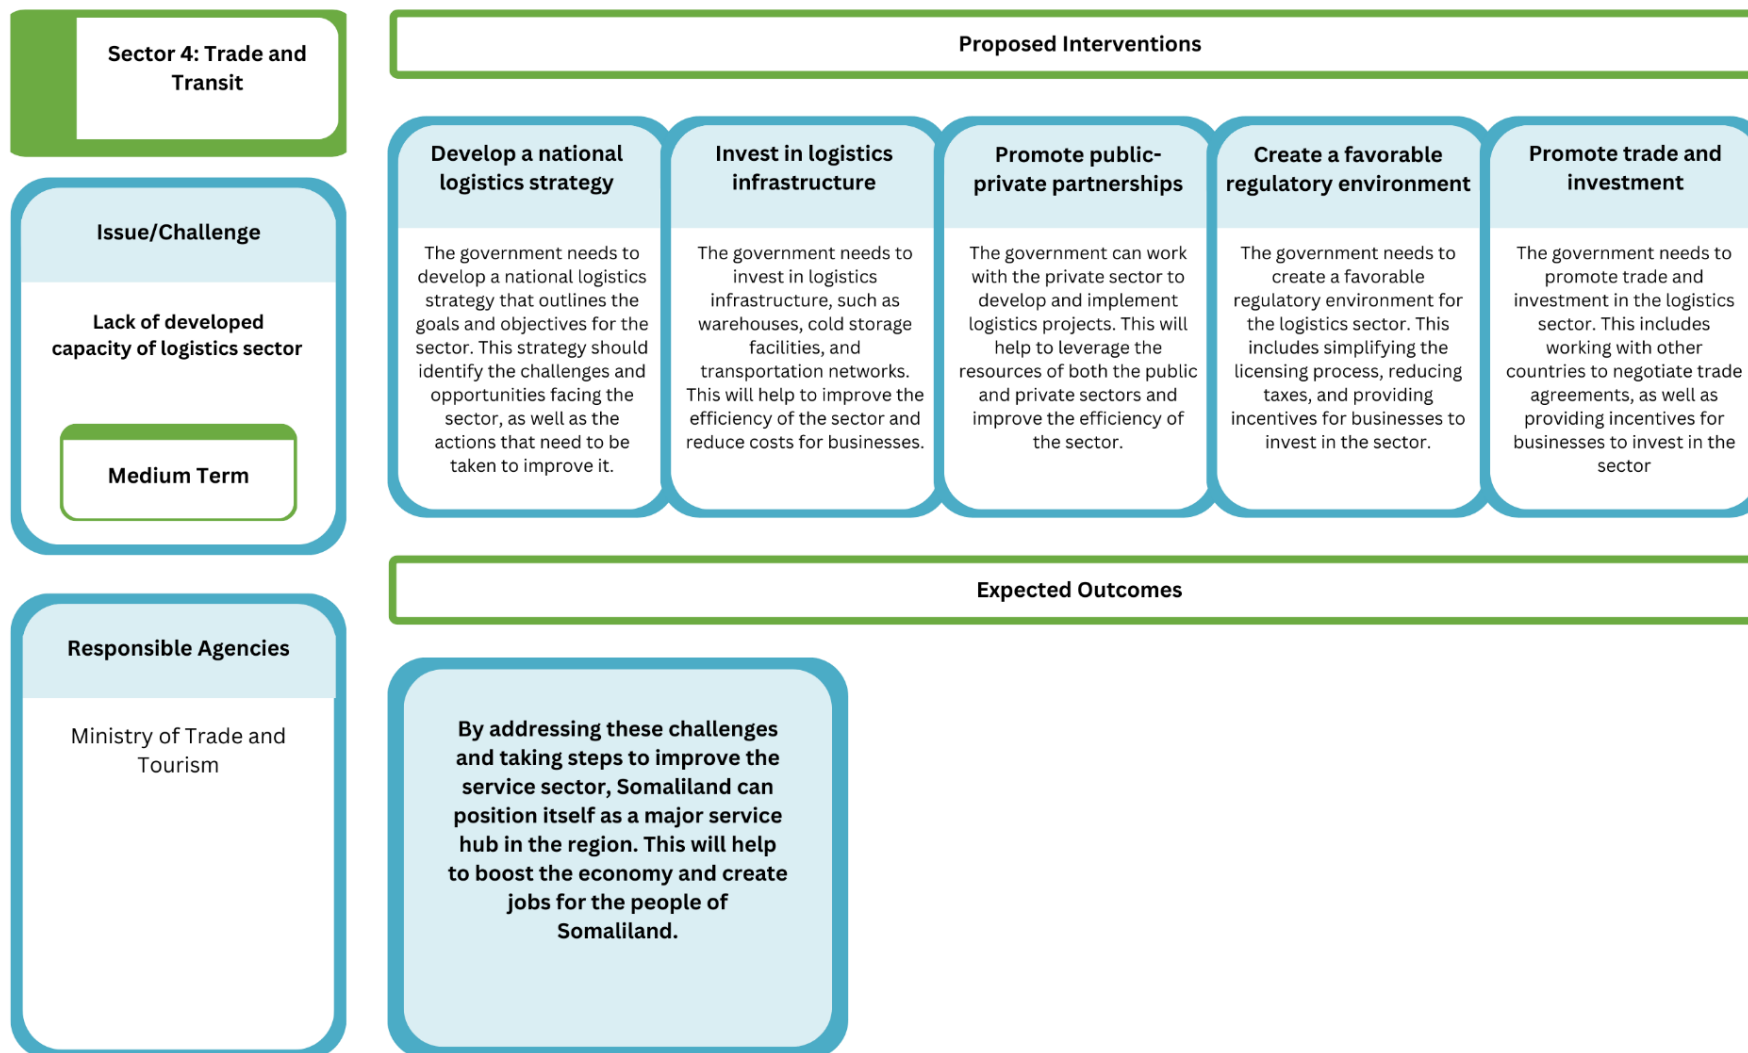 Sector 4: Trade and
Transit
Issue/Challenge
Lack of developed
capacity of logistics sector
Medium Term
Responsible Agencies
Ministry of Trade and
Tourism
Proposed Interventions
Develop a national
logistics strategy
The government needs to
develop a national logistics
strategy that outlines the
goals and objectives for the
sector. This strategy should
identify the challenges and
opportunities facing the
sector, as well as the
actions that need to be
taken to improve it.
Invest in logistics
infrastructure
The government needs to
invest in logistics
infrastructure, such as
warehouses, cold storage
facilities, and
transportation networks.
This will help to improve the
efficiency of the sector and
reduce costs for businesses.
Promote public-
private partnerships
The government can work
with the private sector to
develop and implement
logistics projects. This will
help to leverage the
resources of both the public
and private sectors and
improve the efficiency of
the sector.
Create a favorable
regulatory environment
The government needs to
create a favorable
regulatory environment for
the logistics sector. This
includes simplifying the
licensing process, reducing
taxes, and providing
incentives for businesses to
invest in the sector.
Promote trade and
investment
The government needs to
promote trade and
investment in the logistics
sector. This includes
working with other
countries to negotiate trade
agreements, as well as
providing incentives for
businesses to invest in the
sector
Expected Outcomes
By addressing these challenges
and taking steps to improve the
service sector, Somaliland can
position itself as a major service
hub in the region. This will help
to boost the economy and create
jobs for the people of
Somaliland.